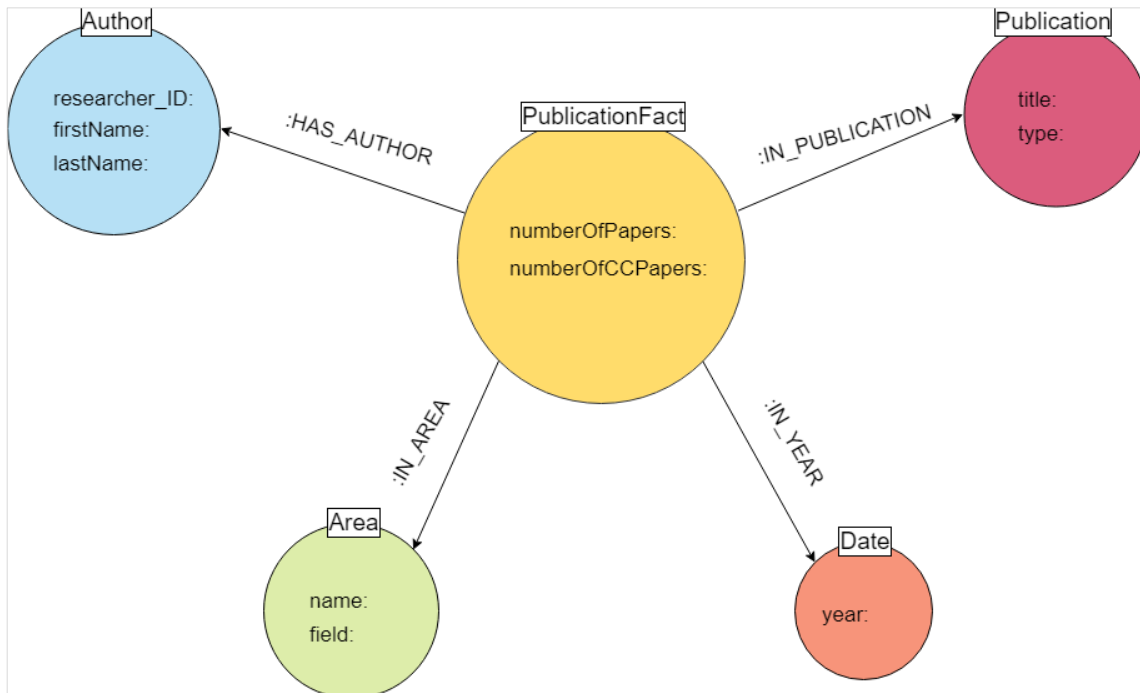 Author
researcher_ID:
firstName:
lastName:
:HAS_AUTHOR
PublicationFact
numberOfPapers:
numberOfCCPapers:
:IN_PUBLICATION
Publication
title:
type:
:IN_AREA
Area
name:
field:
:IN_YEAR
Date
year: